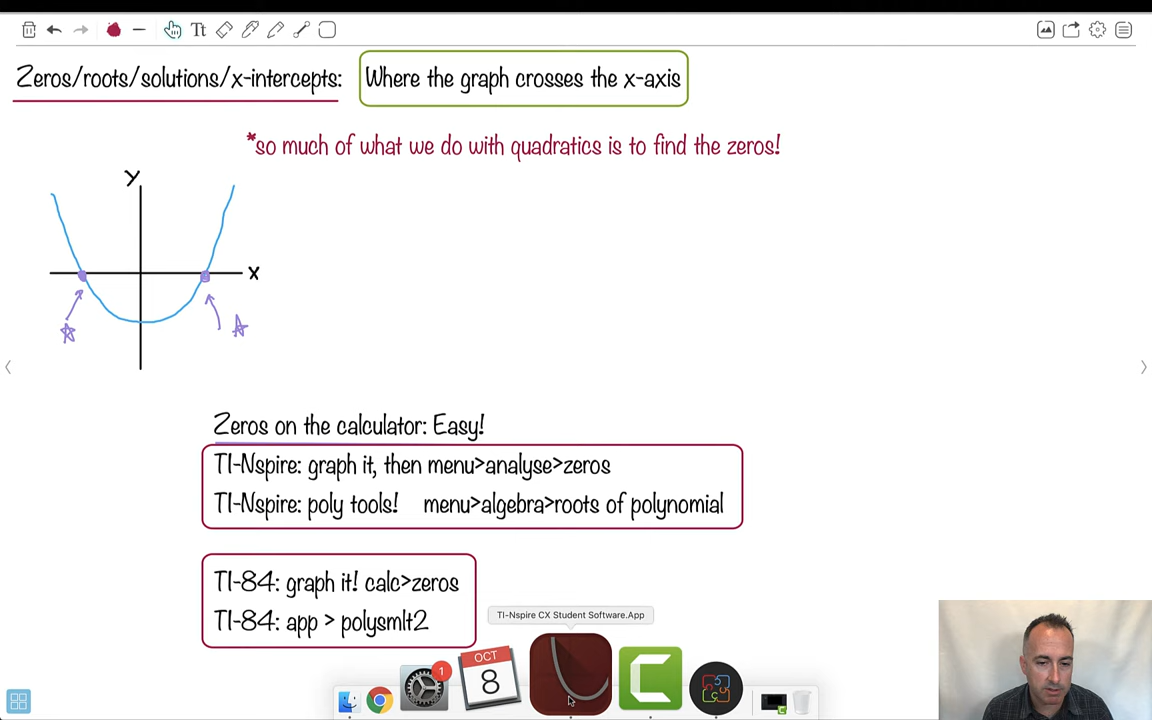 Tt
Zeros/roots/solutions/x-intercepts: Where the graph crosses the x-axis
*so much of what we do with quadratics is to find the zeros!
y
x
Zeros on the calculator: Easy!
TI-Nspire: graph it, then menu>analyse>zeros
TI-Nspire: poly tools! menu>algebra>roots of polynomial
TI-84: graph it! calc>zeros
TI-84: app > polysmlt2
TI-Nspire CX Student Software.App
1
OCT
8
C